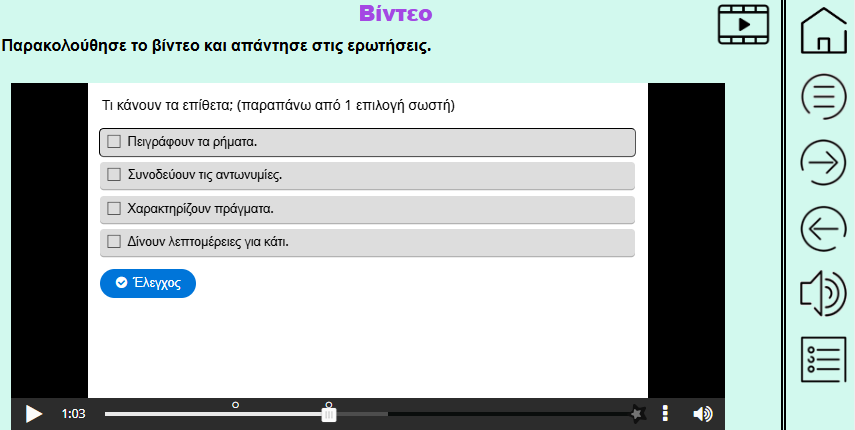 Βίντεο
Παρακολούθησε το βίντεο και απάντησε στις ερωτήσεις.
Τι κάνουν τα επίθετα; (παραπάνω από 1 επιλογή σωστή)
Πειγράφουν τα ρήματα.
Συνοδεύουν τις αντωνυμίες.
Χαρακτηρίζουν πράγματα.
Δίνουν λεπτομέρειες για κάτι.
Έλεγχος
1:03